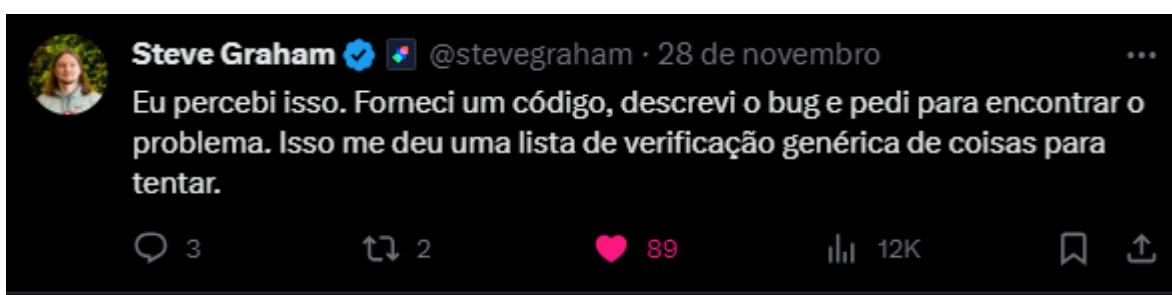 Steve Graham @stevegraham · 28 de novembro
Eu percebi isso. Forneci um código, descrevi o bug e pedi para encontrar o
problema. Isso me deu uma lista de verificação genérica de coisas para
tentar.
3 2 89 12K